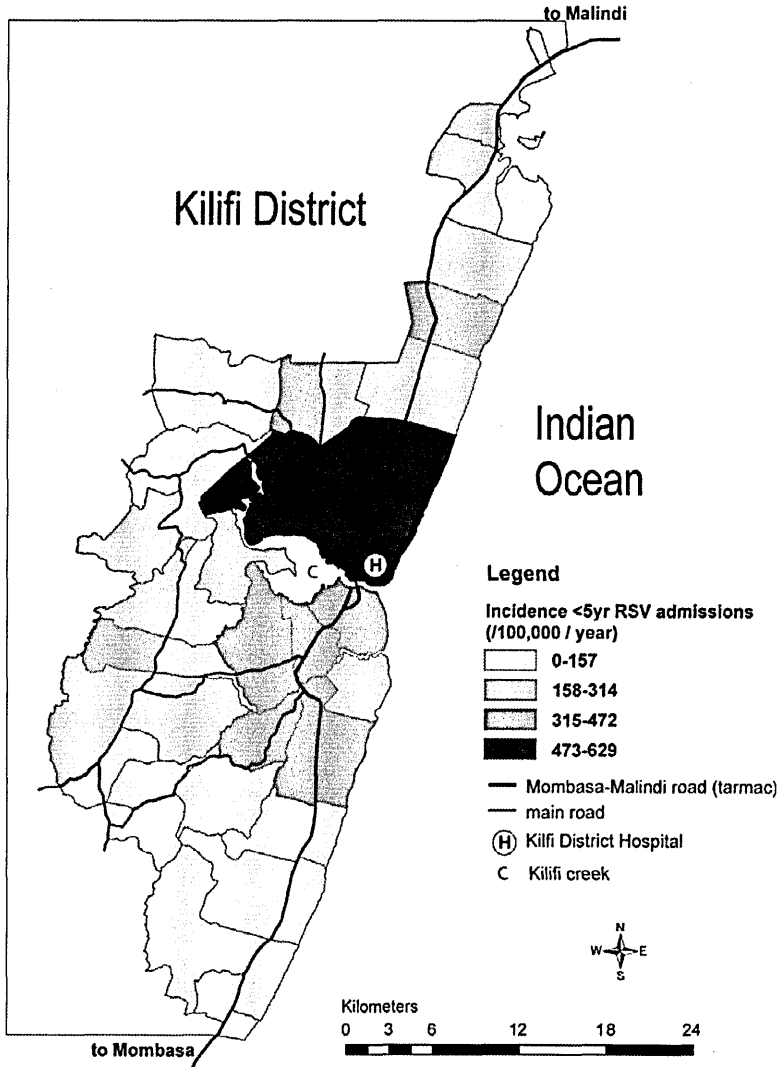 to Malindi
Kilifi District
Indian
Ocean
H
C
Legend
Incidence <5yr RSV admissions
(/100,000 / year)
0-157
158-314
315-472
473-629
Mombasa-Malindi road (tarmac)
main road
H Kilfi District Hospital
C Kilifi creek
N
W E
S
Kilometers
0 3 6 12 18 24
to Mombasa